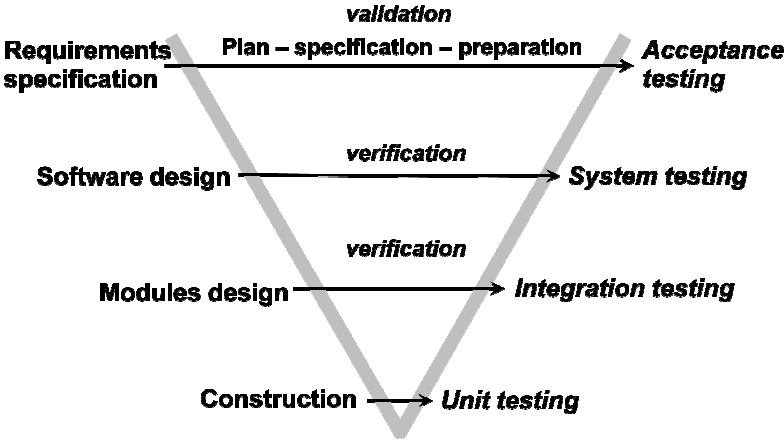 validation
Requirements
specification
Plan – specification – preparation
Acceptance
testing
verification
Software design
System testing
verification
Modules design
Integration testing
Construction
Unit testing